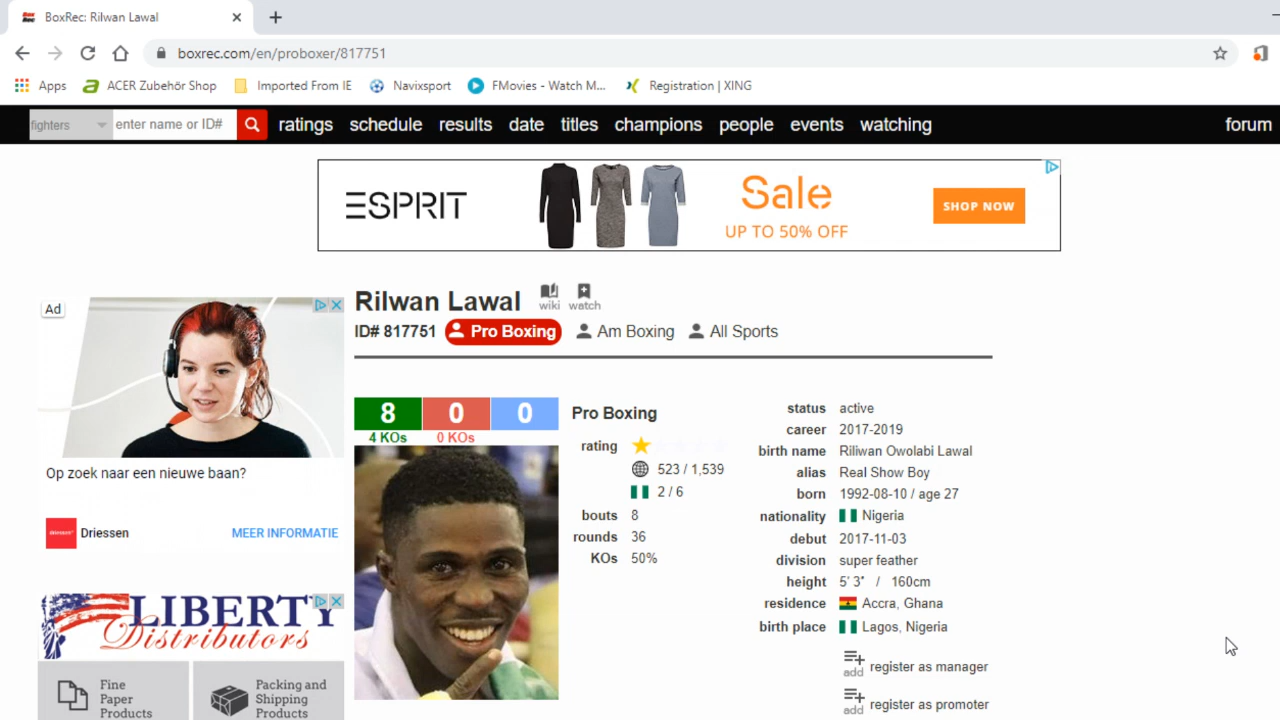 BoxRec: Rilwan Lawal
boxrec.com/en/proboxer/817751
Apps ACER Zubehör Shop Imported From IE Navixsport FMovies - Watch M... Registration | XING
fighters enter name or ID# ratings schedule results date titles champions people events watching forum
ESPRIT
Sale
UP TO 50% OFF
SHOP NOW
Ad
Op zoek naar een nieuwe baan?
Driessen
MEER INFORMATIE
LIBERTY
Distributors
Fine
Paper
Products
Packing and
Shipping
Products
Rilwan Lawal wiki watch
ID# 817751 Pro Boxing Am Boxing All Sports
8 0 0
4 KOs 0 KOs
Pro Boxing
rating
523 / 1,539
2 / 6
bouts 8
rounds 36
KOs 50%
status active
career 2017-2019
birth name Riliwan Owolabi Lawal
alias Real Show Boy
born 1992-08-10 / age 27
nationality Nigeria
debut 2017-11-03
division super feather
height 5′ 3″ / 160cm
residence Accra, Ghana
birth place Lagos, Nigeria
add register as manager
add register as promoter